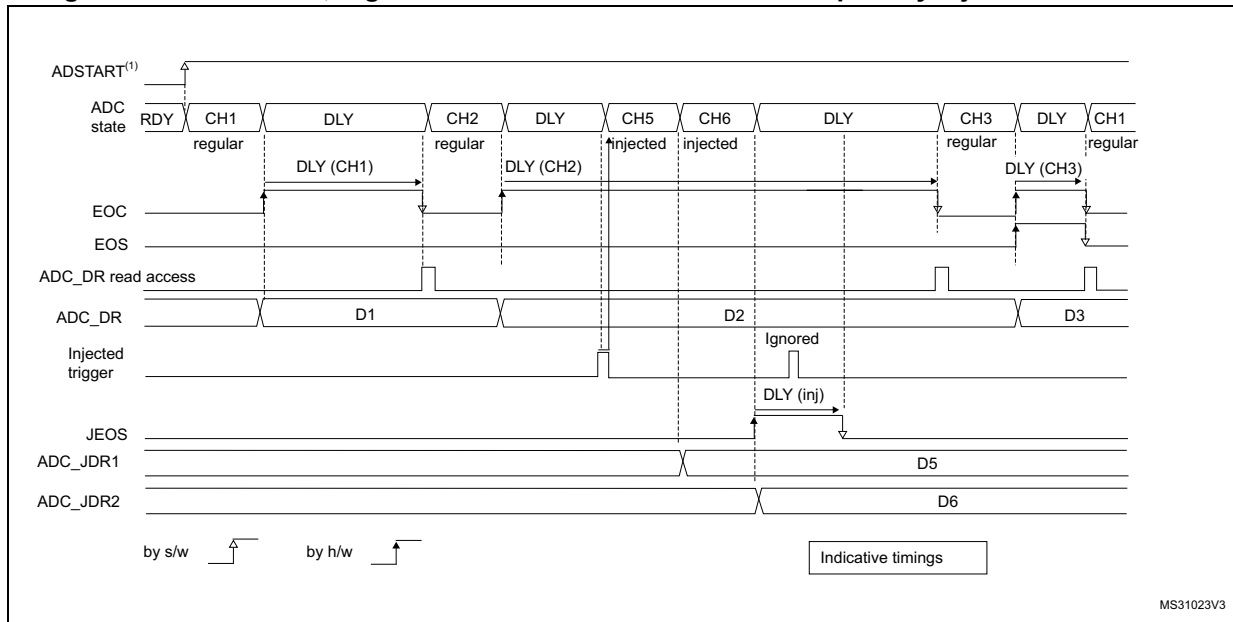 ADSTART(1)
ADC state
RDY CH1 DLY CH2 DLY CH5 CH6 DLY CH3 DLY CH1
regular regular injected injected regular regular
DLY (CH1) DLY (CH2) DLY (CH3)
EOC
EOS
ADC_DR read access
ADC_DR D1 D2 D3
Ignored
Injected trigger
DLY (inj)
JEOS
ADC_JDR1 D5
ADC_JDR2 D6
by s/w by h/w Indicative timings
MS31023V3